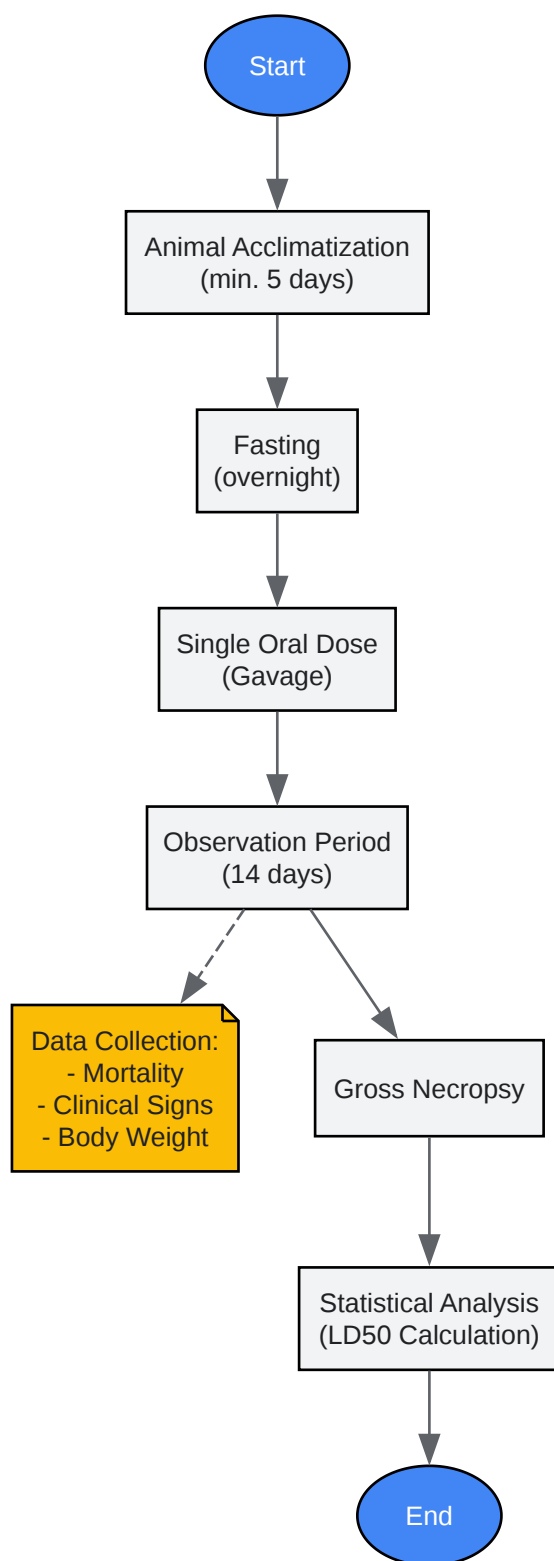 Start
Animal Acclimatization
(min. 5 days)
Fasting
(overnight)
Single Oral Dose
(Gavage)
Observation Period
(14 days)
Data Collection:
- Mortality
- Clinical Signs
- Body Weight
Gross Necropsy
Statistical Analysis
(LD50 Calculation)
End